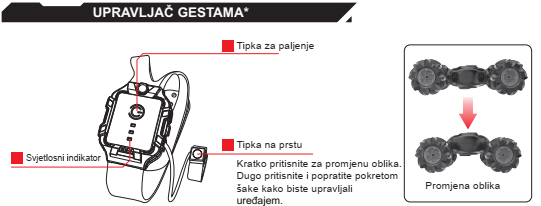 UPRAVLJAČ GESTAMA*
Tipka za paljenje
Svjetlosni indikator
Tipka na prstu
Kratko pritisnite za promjenu oblika.
Dugo pritisnite i popratite pokretom
šake kako biste upravljali
uređajem.
Promjena oblika